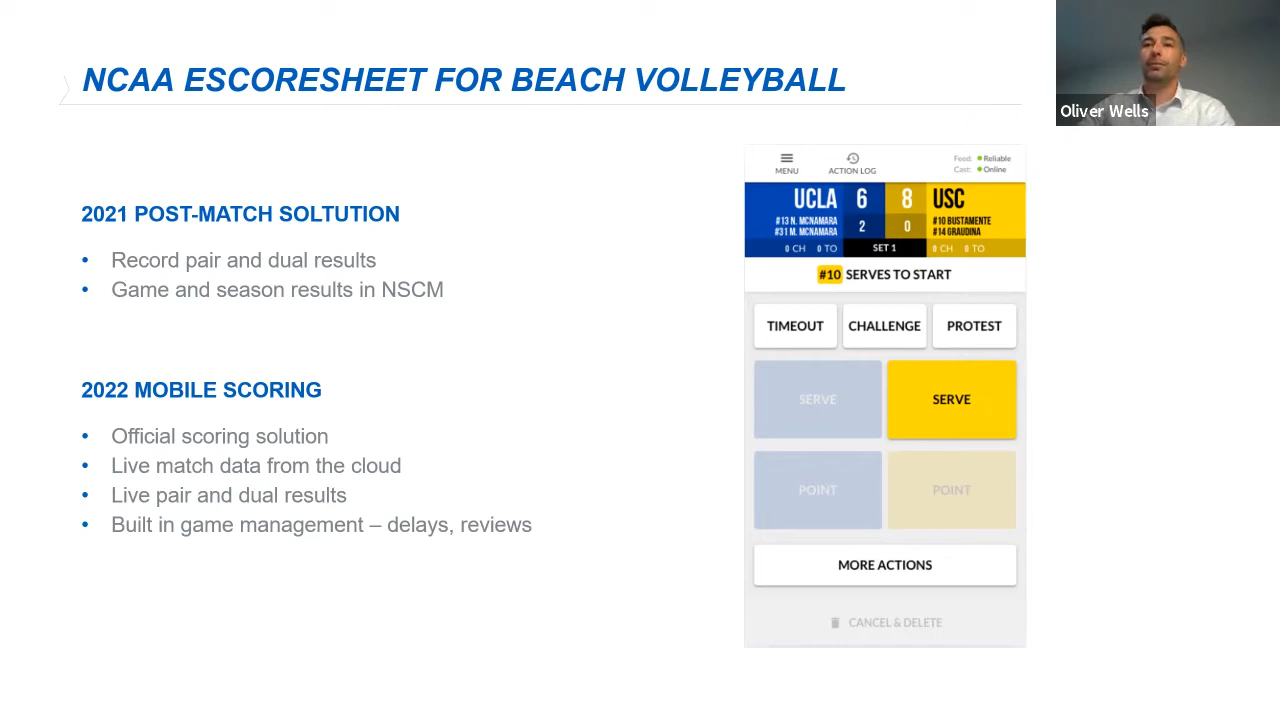 NCAA ESCORESHEET FOR BEACH VOLLEYBALL
Oliver Wells
2021 POST-MATCH SOLTUTION
• Record pair and dual results
• Game and season results in NSCM
2022 MOBILE SCORING
• Official scoring solution
• Live match data from the cloud
• Live pair and dual results
• Built in game management – delays, reviews
MENU
ACTION LOG
Feed: Reliable
Cast: Online
UCLA 6 8 USC
#13 N. MCNAMARA
#31 M. MCNAMARA
2 0
#10 BUSTAMENTE
#14 GRAUDINA
0 CH 0 TO SET 1 0 CH 0 TO
#10 SERVES TO START
TIMEOUT CHALLENGE PROTEST
SERVE SERVE
POINT POINT
MORE ACTIONS
CANCEL & DELETE